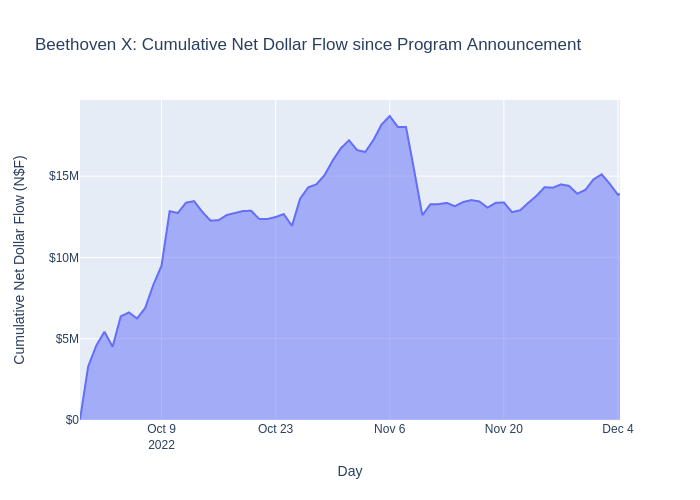 Beethoven X: Cumulative Net Dollar Flow since Program Announcement
Cumulative Net Dollar Flow (N$F)
$15M
$10M
$5M
$0
Oct 9
2022
Oct 23
Nov 6
Nov 20
Dec 4
Day